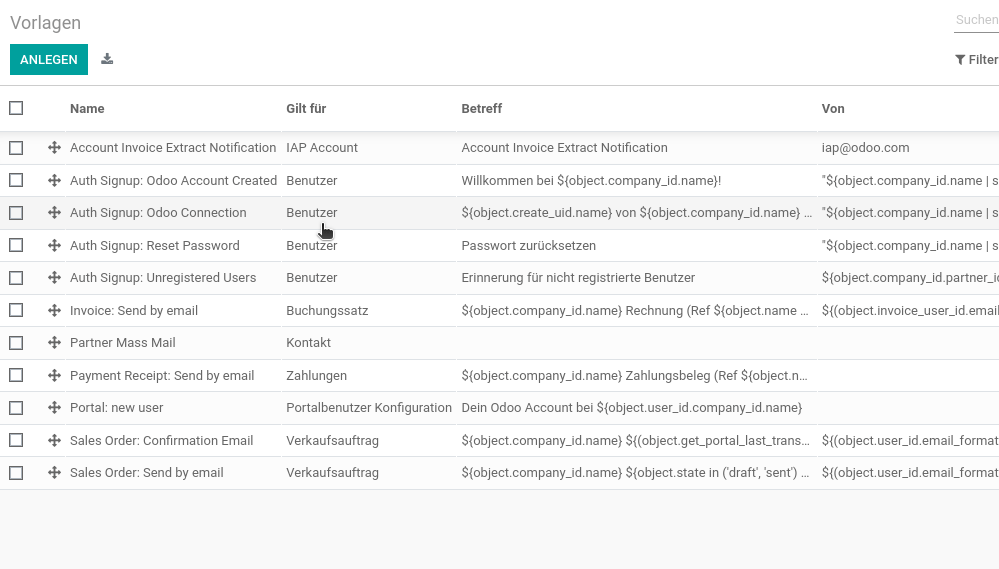 Vorlagen
Suchen
ANLEGEN
Filter
Name Gilt für Betreff Von
Account Invoice Extract Notification IAP Account Account Invoice Extract Notification iap@odoo.com
Auth Signup: Odoo Account Created Benutzer Willkommen bei ${object.company_id.name}! "${object.company_id.name | s
Auth Signup: Odoo Connection Benutzer ${object.create_uid.name} von ${object.company_id.name} ... "${object.company_id.name | s
Auth Signup: Reset Password Benutzer Passwort zurücksetzen "${object.company_id.name | s
Auth Signup: Unregistered Users Benutzer Erinnerung für nicht registrierte Benutzer ${object.company_id.partner_id
Invoice: Send by email Buchungssatz ${object.company_id.name} Rechnung (Ref ${object.name ... ${(object.invoice_user_id.email
Partner Mass Mail Kontakt
Payment Receipt: Send by email Zahlungen ${object.company_id.name} Zahlungsbeleg (Ref ${object.n...
Portal: new user Portalbenutzer Konfiguration Dein Odoo Account bei ${object.user_id.company_id.name}
Sales Order: Confirmation Email Verkaufsauftrag ${object.company_id.name} ${(object.get_portal_last_trans... ${(object.user_id.email_format
Sales Order: Send by email Verkaufsauftrag ${object.company_id.name} ${object.state in ('draft', 'sent') ... ${(object.user_id.email_format